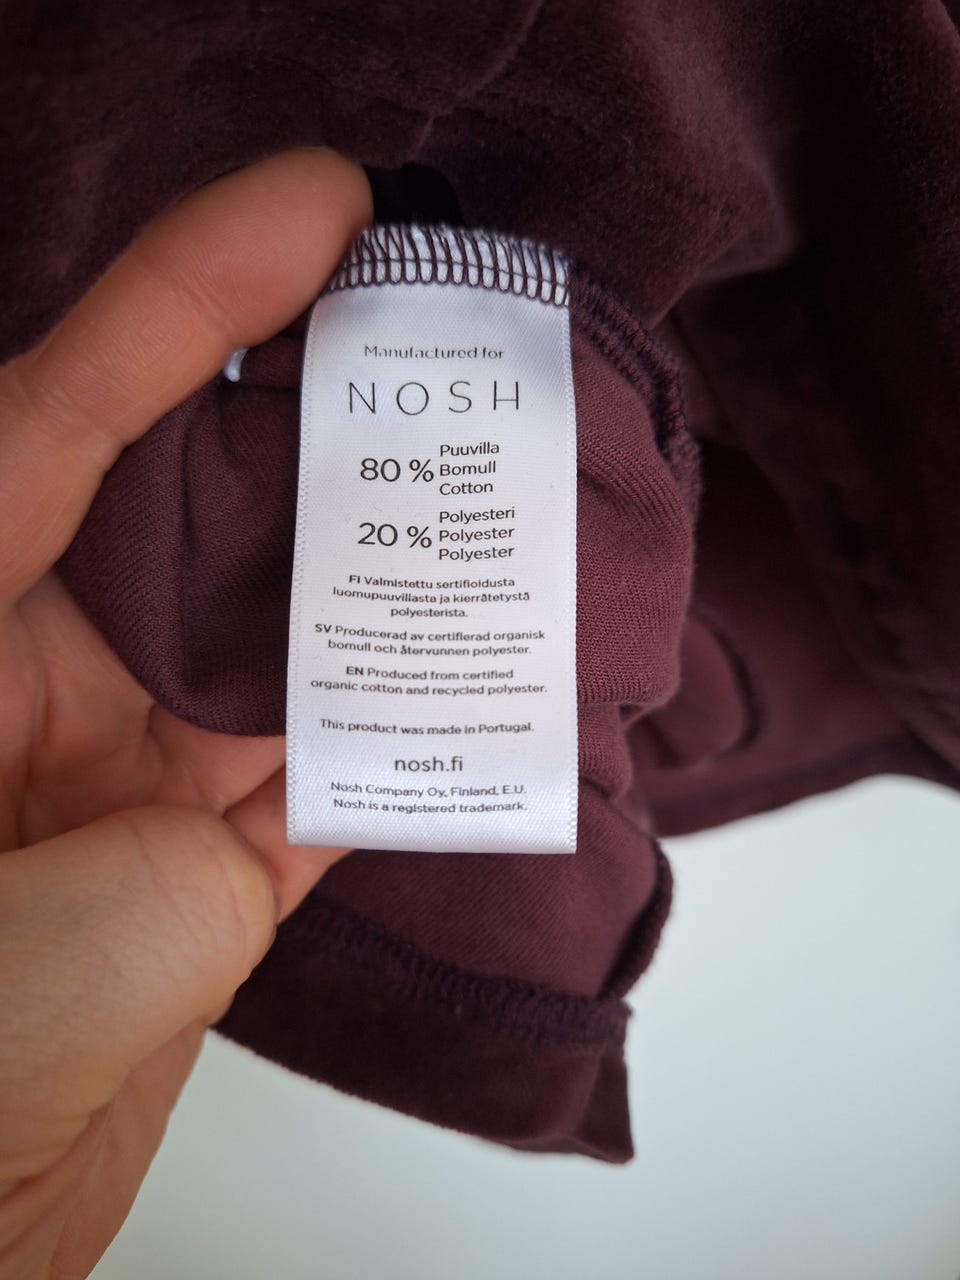 Manufactured for
NOSH
80 %
Puuvilla
Bomull
Cotton
20 %
Polyesteri
Polyester
Polyester
FI Valmistettu sertifioidusta
luomupuuvillasta ja kierrätetystä
polyesterista.
SV Producerad av certifierad organisk
bomull och återvunnen polyester.
EN Produced from certified
organic cotton and recycled polyester.
This product was made in Portugal.
nosh.fi
Nosh Company Oy, Finland, E.U.
Nosh is a registered trademark.